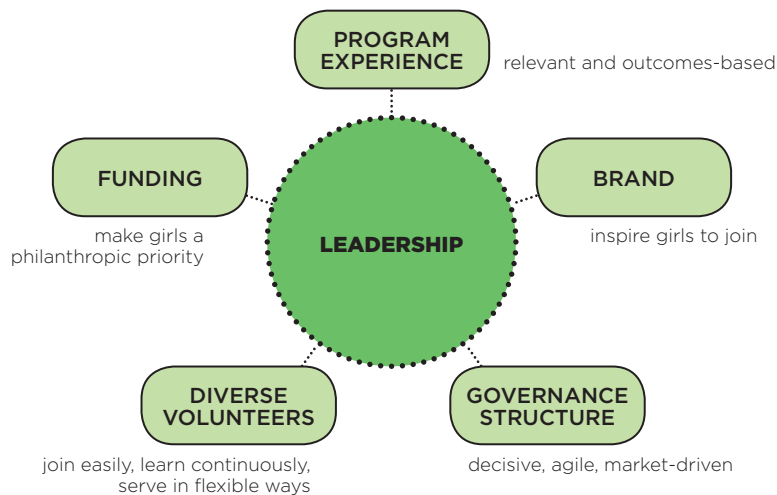 PROGRAM
EXPERIENCE
relevant and outcomes-based
FUNDING
make girls a
philanthropic priority
BRAND
inspire girls to join
LEADERSHIP
DIVERSE
VOLUNTEERS
join easily, learn continuously,
serve in flexible ways
GOVERNANCE
STRUCTURE
decisive, agile, market-driven